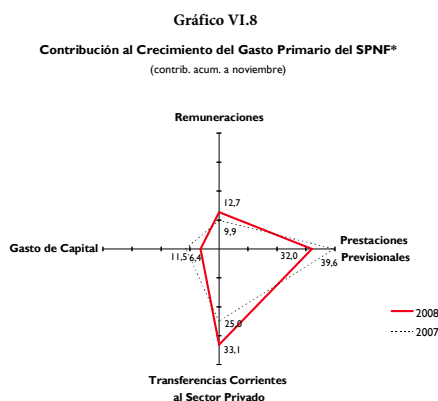 Gráfico VI.8
Contribución al Crecimiento del Gasto Primario del SPNF*
(contrib. acum. a noviembre)
Remuneraciones
12,7
9,9
Gasto de Capital
11,5
6,4
32,0
39,6
Prestaciones
Previsionales
2008
2007
25,0
33,1
Transferencias Corrientes
al Sector Privado